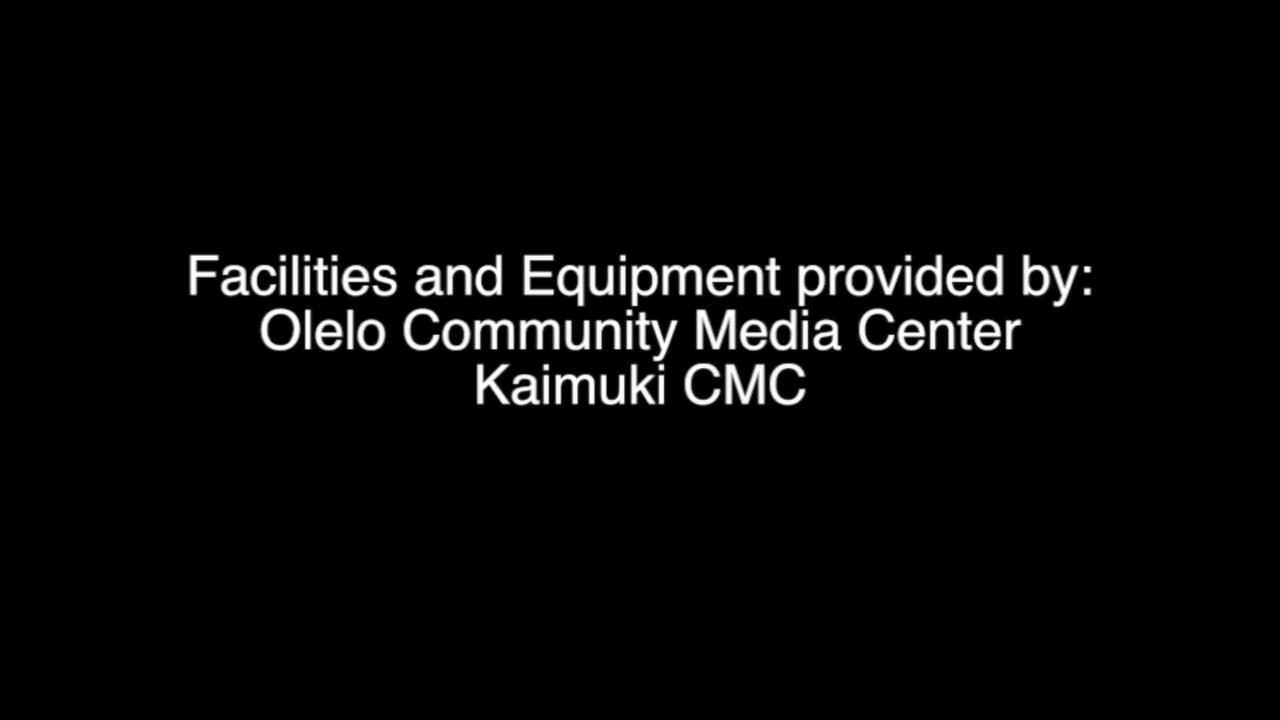 Facilities and Equipment provided by:
Olelo Community Media Center
Kaimuki CMC